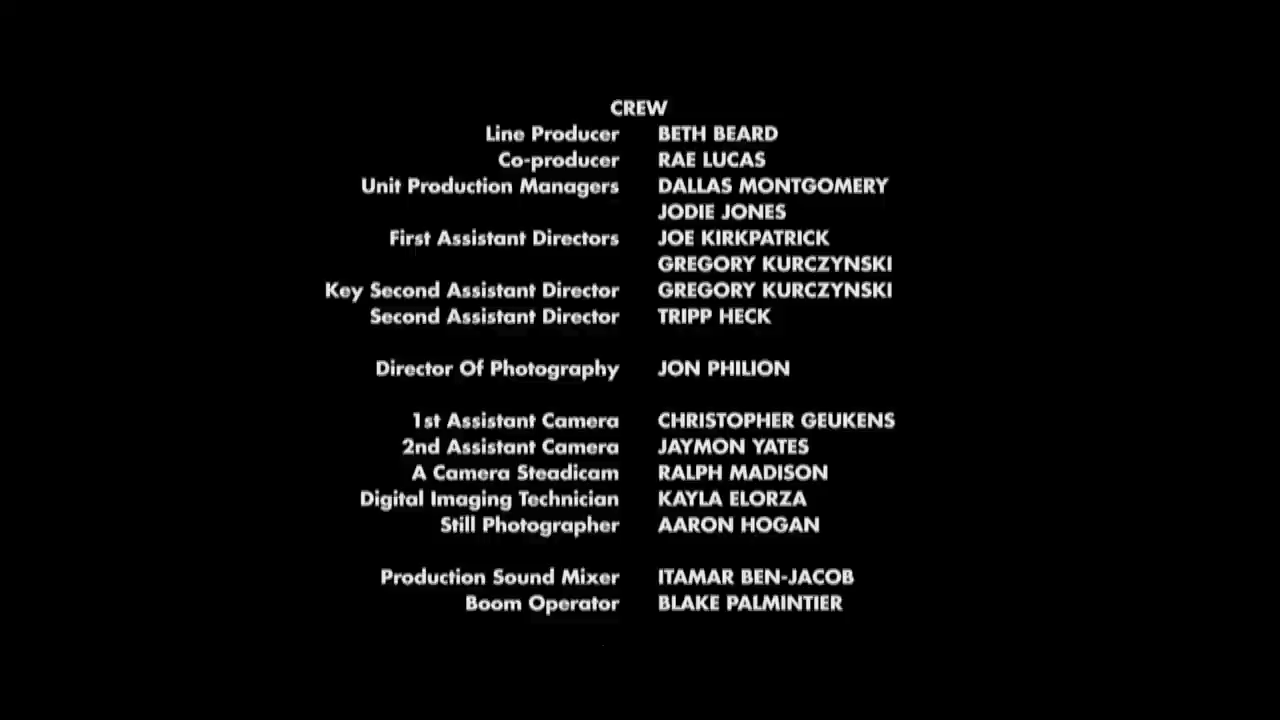 CREW
Line Producer BETH BEARD
Co-producer RAE LUCAS
Unit Production Managers DALLAS MONTGOMERY
JODIE JONES
First Assistant Directors JOE KIRKPATRICK
GREGORY KURCZYNSKI
Key Second Assistant Director GREGORY KURCZYNSKI
Second Assistant Director TRIPP HECK
Director Of Photography JON PHILION
1st Assistant Camera CHRISTOPHER GEUKENS
2nd Assistant Camera JAYMON YATES
A Camera Steadicam RALPH MADISON
Digital Imaging Technician KAYLA ELORZA
Still Photographer AARON HOGAN
Production Sound Mixer ITAMAR BEN-JACOB
Boom Operator BLAKE PALMINTIER